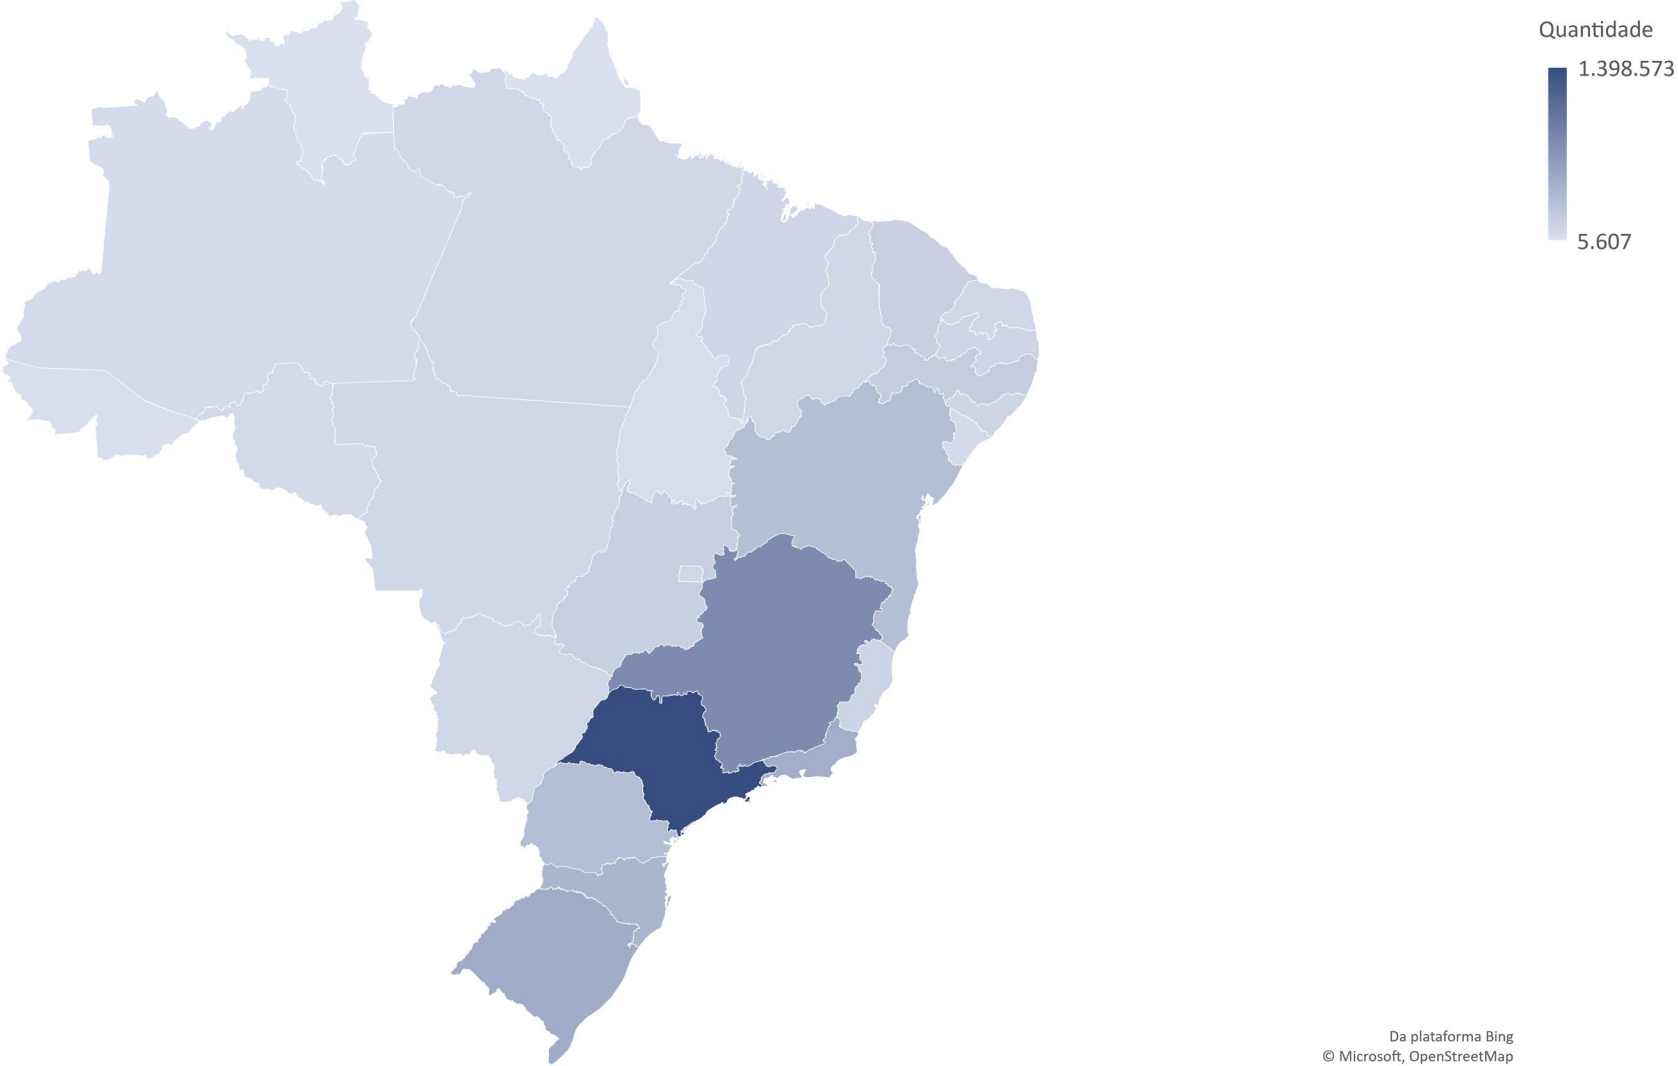 Quantidade
1.398.573
5.607
Da plataforma Bing
© Microsoft, OpenStreetMap